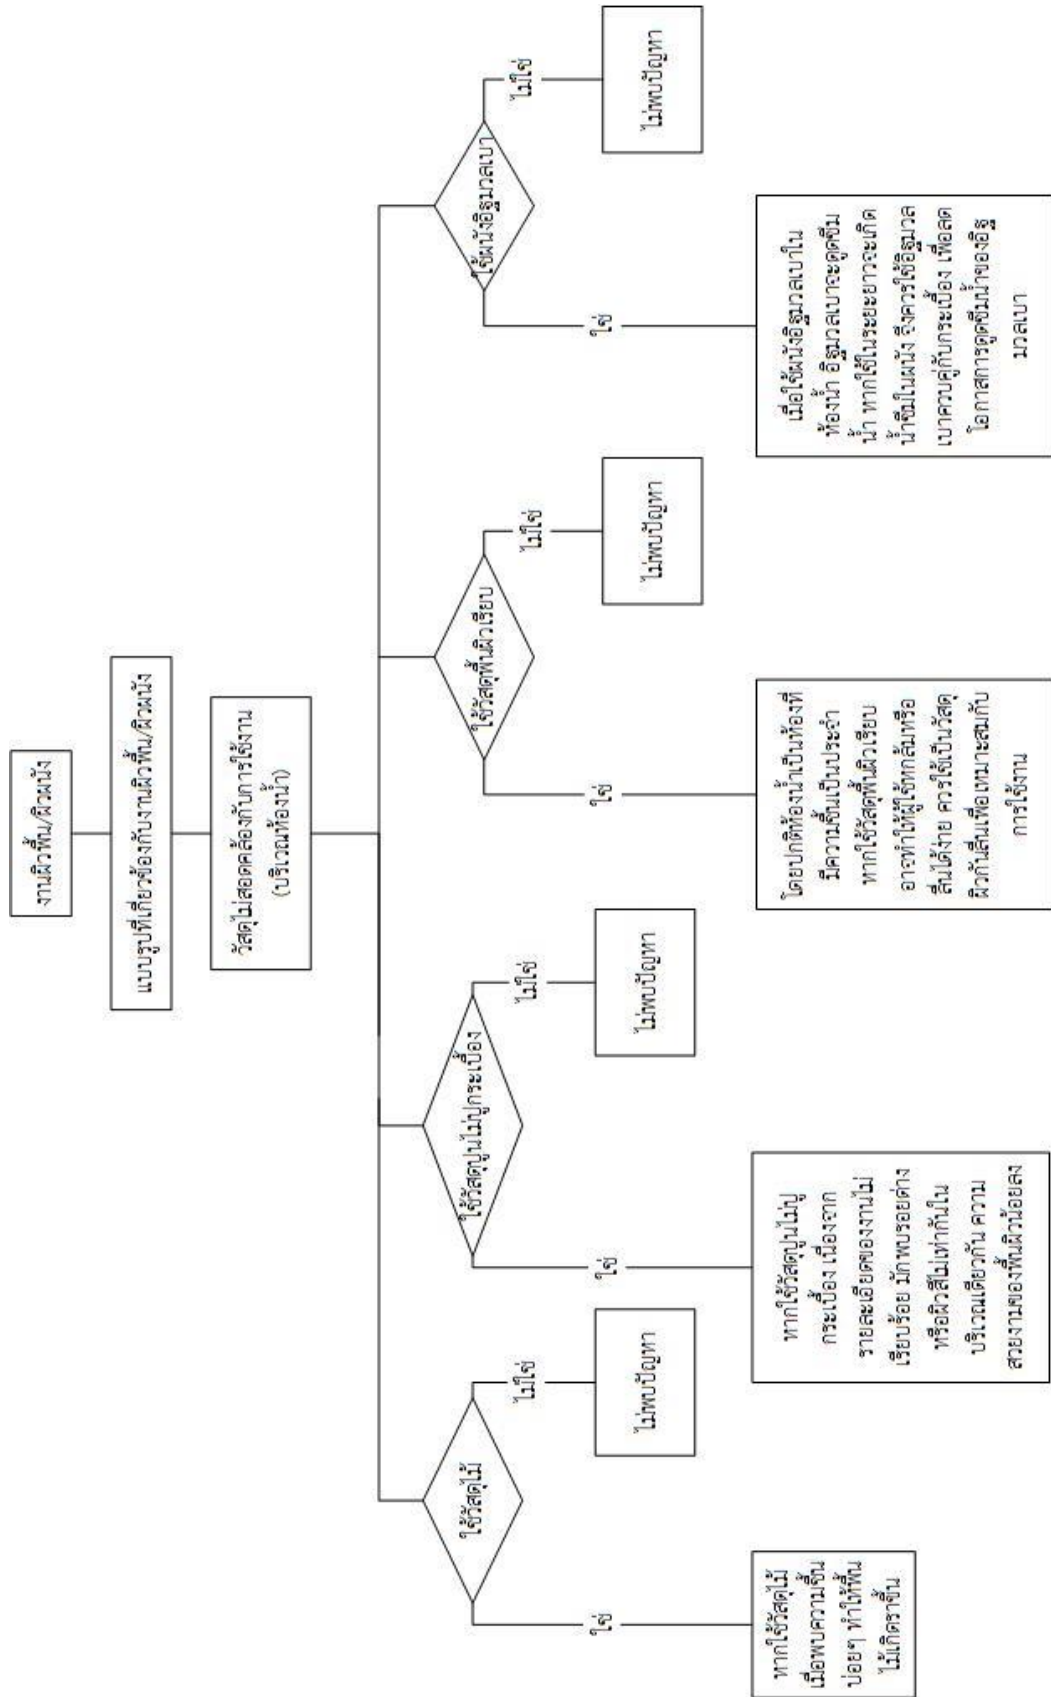 งานผิวพื้น/ผิวผนัง
แบบรูปที่เกี่ยวข้องกับงานผิวพื้น/ผิวผนัง
วัสดุไม่สอดคล้องกับการใช้งาน
(บริเวณห้องน้ำ)
ใช้วัสดุไม้
ใช่
ไม่ใช่
หากใช้วัสดุไม้
เมื่อพบความชื้น
บ่อยๆ ทำให้พื้น
ไม้เกิดราขึ้น
ไม่พบปัญหา
ใช้วัสดุปูนไม่ปูกระเบื้อง
ใช่
ไม่ใช่
หากใช้วัสดุปูนไม่ปู
กระเบื้อง เนื่องจาก
รายละเอียดของงานไม่
เรียบร้อย มักพบรอยด่าง
หรือผิวสีไม่เท่ากันใน
บริเวณเดียวกัน ความ
สวยงามของพื้นผิวน้อยลง
ไม่พบปัญหา
ใช้วัสดุพื้นผิวเรียบ
ใช่
ไม่ใช่
โดยปกติห้องน้ำเป็นห้องที่
มีความชื้นเป็นประจำ
หากใช้วัสดุพื้นผิวเรียบ
อาจทำให้ผู้ใช้หกล้มหรือ
ลื่นได้ง่าย ควรใช้เป็นวัสดุ
ผิวกันลื่นเพื่อเหมาะสมกับ
การใช้งาน
ไม่พบปัญหา
ใช้ผนังอิฐมวลเบา
ใช่
ไม่ใช่
เมื่อใช้ผนังอิฐมวลเบาใน
ห้องน้ำ อิฐมวลเบาจะดูดซึม
น้ำ หากใช้ในระยะยาวจะเกิด
น้ำซึมในผนัง จึงควรใช้อิฐมวล
เบาควบคู่กับกระเบื้อง เพื่อลด
โอกาสการดูดซึมน้ำของอิฐ
มวลเบา
ไม่พบปัญหา